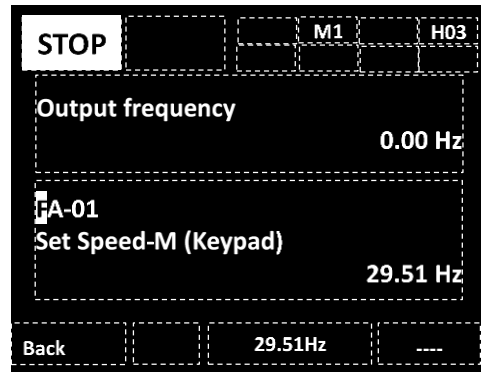 STOP
M1
H03
Output frequency
0.00 Hz
FA-01
Set Speed-M (Keypad)
29.51 Hz
Back
29.51Hz
----